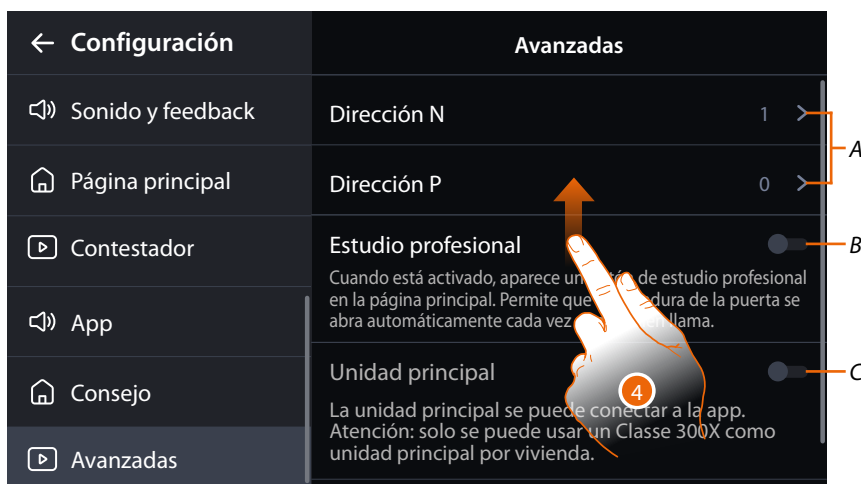 Configuración
Sonido y feedback
Página principal
Contestador
App
Consejo
Avanzadas
Avanzadas
Dirección N 1
A
Dirección P 0
Estudio profesional
B
Cuando está activado, aparece un de estudio profesional
en la página principal. Permite que dura de la puerta se
abra automáticamente cada vez llama.
Unidad principal
C
4
La unidad principal se puede conectar a la app.
Atención: solo se puede usar un Classe 300X como
unidad principal por vivienda.